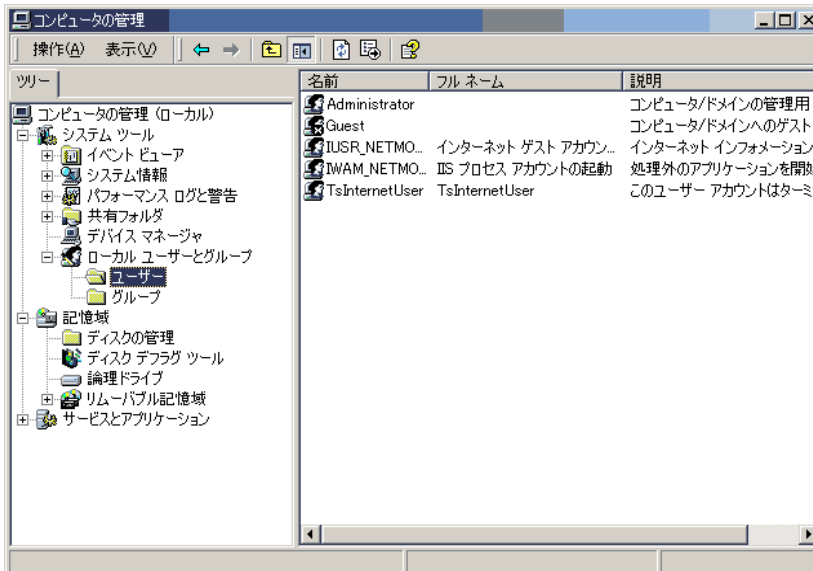 コンピュータの管理
操作(A) 表示(V)
ツリー
コンピュータの管理 (ローカル)
システム ツール
イベント ビューア
システム情報
パフォーマンス ログと警告
共有フォルダ
デバイス マネージャ
ローカル ユーザーとグループ
ユーザー
グループ
記憶域
ディスクの管理
ディスク デフラグ ツール
論理ドライブ
リムーバブル記憶域
サービスとアプリケーション
名前 フル ネーム 説明
Administrator コンピュータ/ドメインの管理用
Guest コンピュータ/ドメインへのゲスト
IUSR_NETMO... インターネット ゲスト アカウン... インターネット インフォメーション
IWAM_NETMO... IIS プロセス アカウントの起動 処理外のアプリケーションを開始
TsInternetUser TsInternetUser このユーザー アカウントはターミ